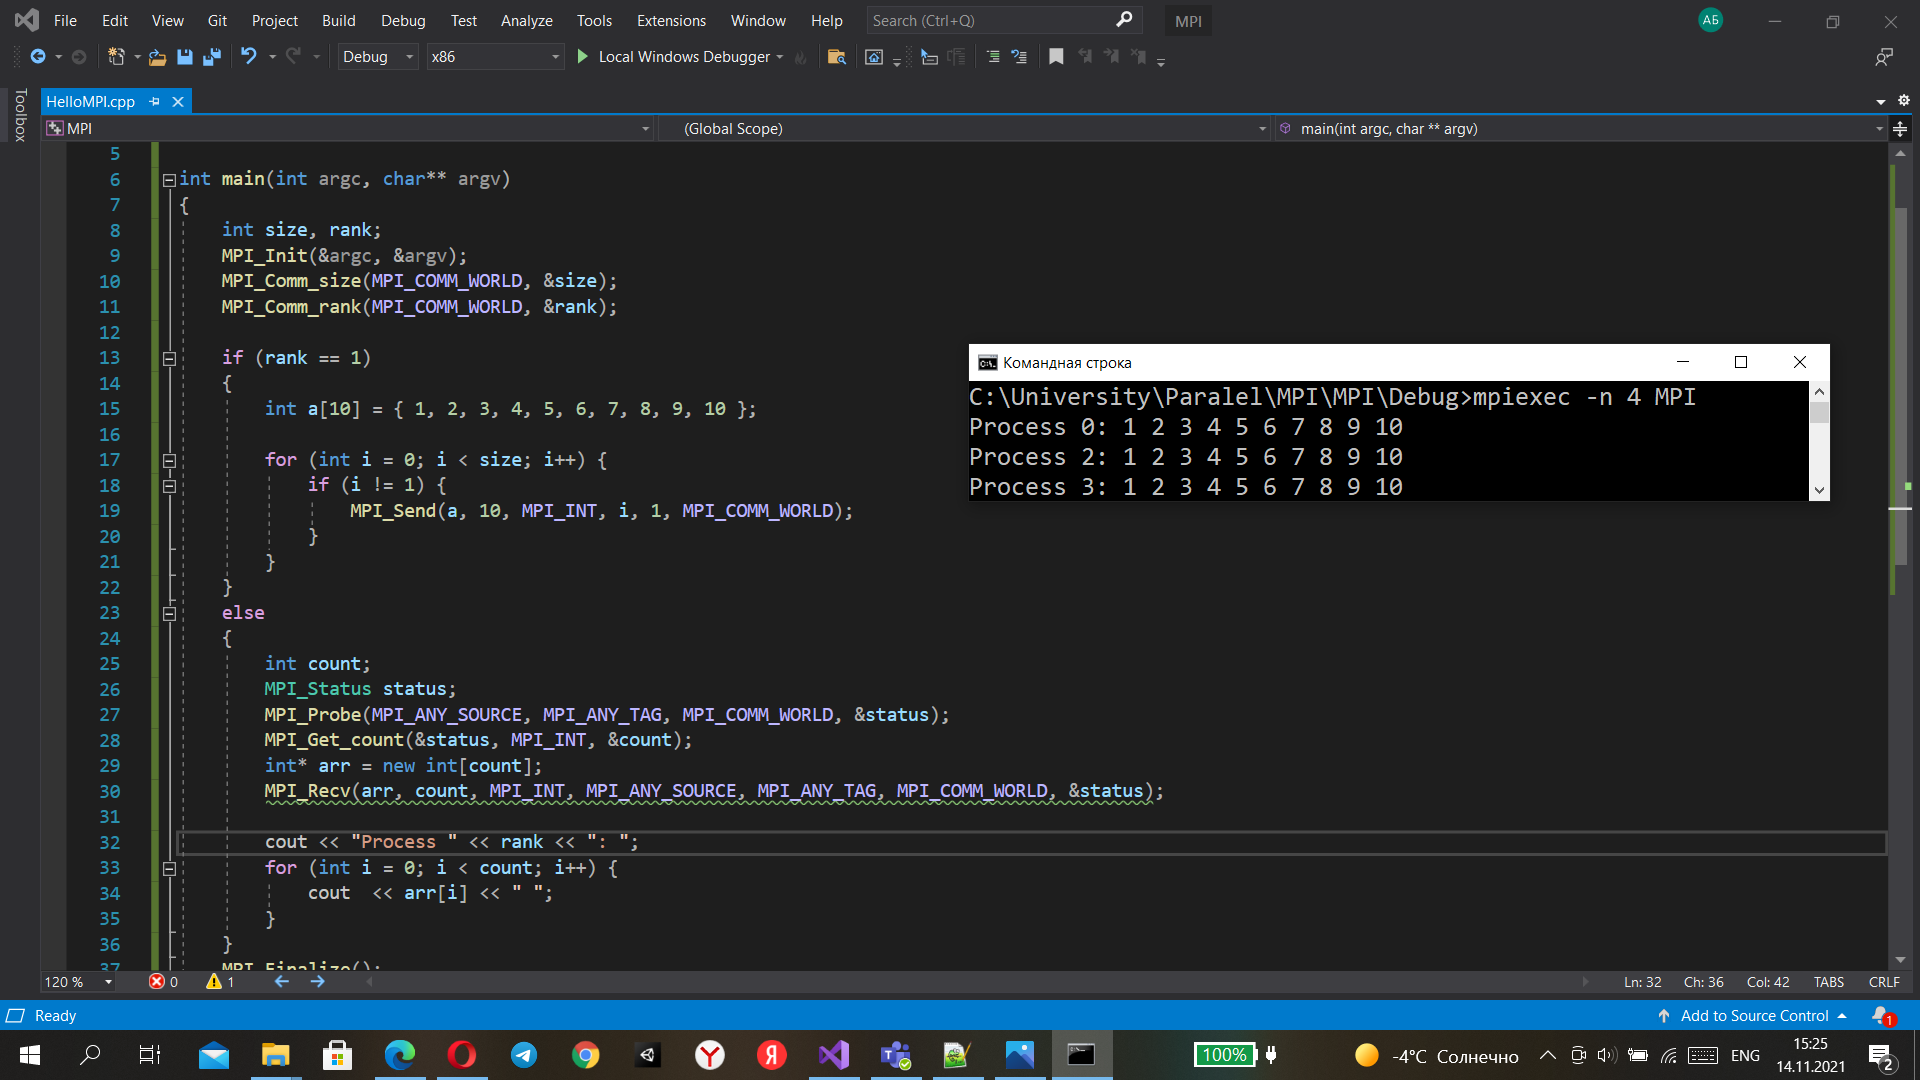 File Edit View Git Project Build Debug Test Analyze Tools Extensions Window Help Search (Ctrl+Q) MPI АБ
Debug x86 Local Windows Debugger
Toolbox
HelloMPI.cpp
MPI (Global Scope) main(int argc, char ** argv)
5
6 int main(int argc, char** argv)
7 {
8 int size, rank;
9 MPI_Init(&argc, &argv);
10 MPI_Comm_size(MPI_COMM_WORLD, &size);
11 MPI_Comm_rank(MPI_COMM_WORLD, &rank);
12
13 if (rank == 1)
14 {
15 int a[10] = { 1, 2, 3, 4, 5, 6, 7, 8, 9, 10 };
16
17 for (int i = 0; i < size; i++) {
18 if (i != 1) {
19 MPI_Send(a, 10, MPI_INT, i, 1, MPI_COMM_WORLD);
20 }
21 }
22 }
23 else
24 {
25 int count;
26 MPI_Status status;
27 MPI_Probe(MPI_ANY_SOURCE, MPI_ANY_TAG, MPI_COMM_WORLD, &status);
28 MPI_Get_count(&status, MPI_INT, &count);
29 int* arr = new int[count];
30 MPI_Recv(arr, count, MPI_INT, MPI_ANY_SOURCE, MPI_ANY_TAG, MPI_COMM_WORLD, &status);
31
32 cout << "Process " << rank << ": ";
33 for (int i = 0; i < count; i++) {
34 cout  << arr[i] << " ";
35 }
36 }
37 MPI_Finalize();
Командная строка
C:\University\Paralel\MPI\MPI\Debug>mpiexec -n 4 MPI
Process 0: 1 2 3 4 5 6 7 8 9 10
Process 2: 1 2 3 4 5 6 7 8 9 10
Process 3: 1 2 3 4 5 6 7 8 9 10
120 % 0 1 Ln: 32 Ch: 36 Col: 42 TABS CRLF
Ready Add to Source Control 1
100% -4°C Солнечно ENG 15:25
14.11.2021 2